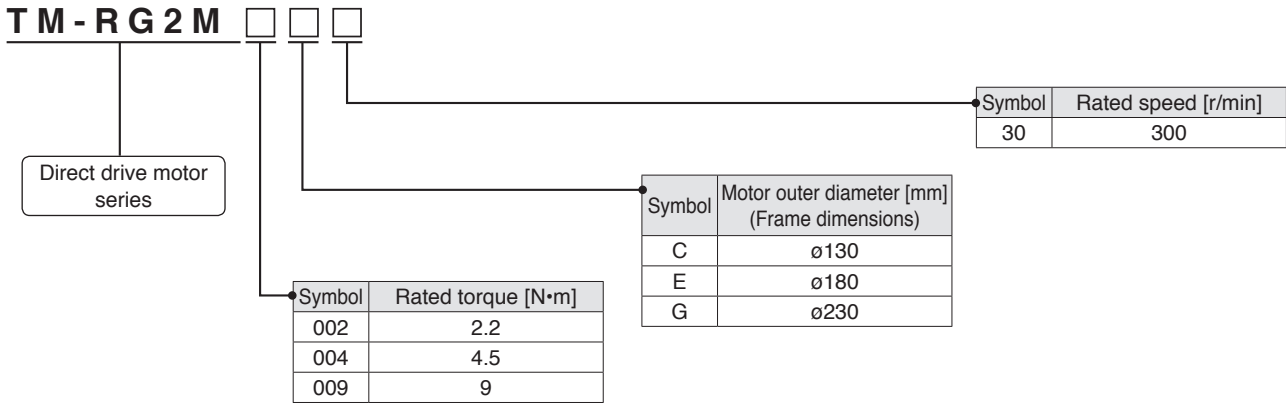 TM-RG2M □ □ □
Direct drive motor
series
Symbol Rated speed [r/min]
30 300
Symbol Motor outer diameter [mm]
(Frame dimensions)
C ø130
E ø180
G ø230
Symbol Rated torque [N•m]
002 2.2
004 4.5
009 9